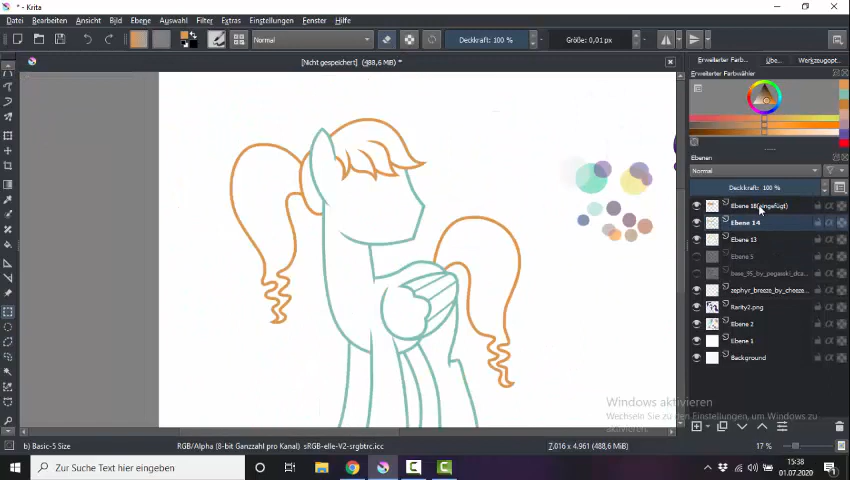 * - Krita
Datei Bearbeiten Ansicht Bild Ebene Auswahl Filter Extras Einstellungen Fenster Hilfe
Normal Deckkraft: 100 % Größe: 0,01 px
[Nicht gespeichert] (488,6 MiB) *
Erweiterter Farb... Übe... Werkzeugopt...
Erweiterter Farbwähler
Ebenen
Normal
Deckkraft: 100 %
Ebene 18(eingefügt)
Ebene 14
Ebene 13
Ebene 5
base_95_by_pegasski_dca...
zephyr_breeze_by_cheeze...
Rarity2.png
Ebene 2
Ebene 1
Background
Windows aktivieren
Wechseln Sie zu den Einstellungen, um Windows zu
aktivieren.
b) Basic-5 Size RGB/Alpha (8-bit Ganzzahl pro Kanal) sRGB-elle-V2-srgbtrc.icc 7.016 x 4.961 (488,6 MiB) 17 %
Zur Suche Text hier eingeben
15:38
01.07.2020